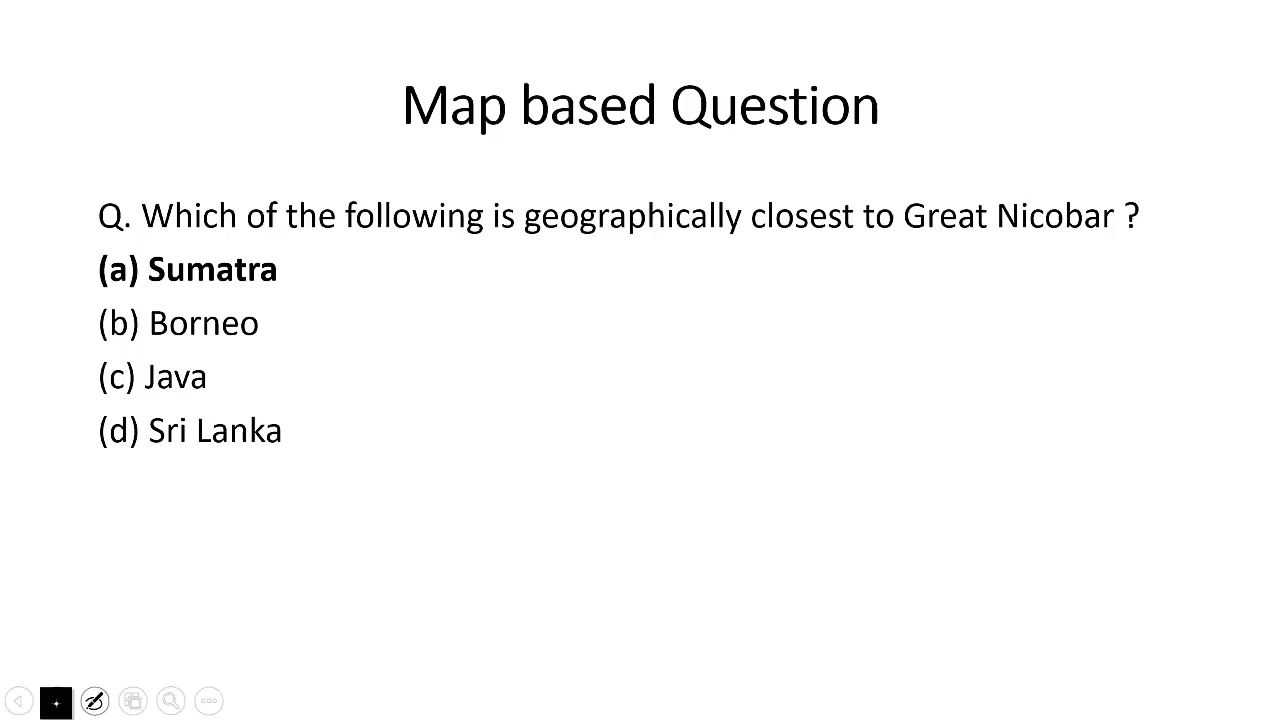 Map based Question
Q. Which of the following is geographically closest to Great Nicobar ?
(a) Sumatra
(b) Borneo
(c) Java
(d) Sri Lanka